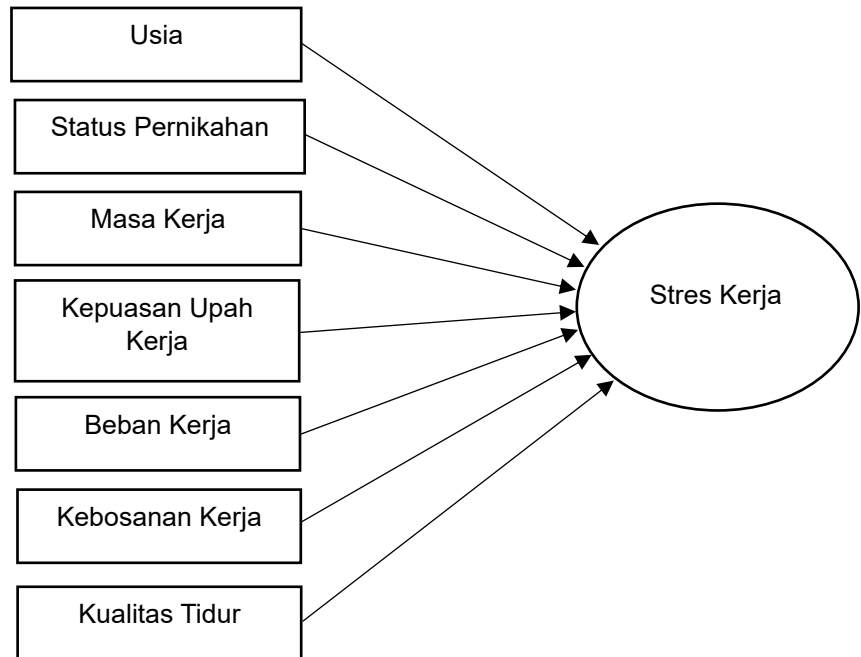 Usia
Status Pernikahan
Masa Kerja
Kepuasan Upah
Kerja
Beban Kerja
Kebosanan Kerja
Kualitas Tidur
Stres Kerja